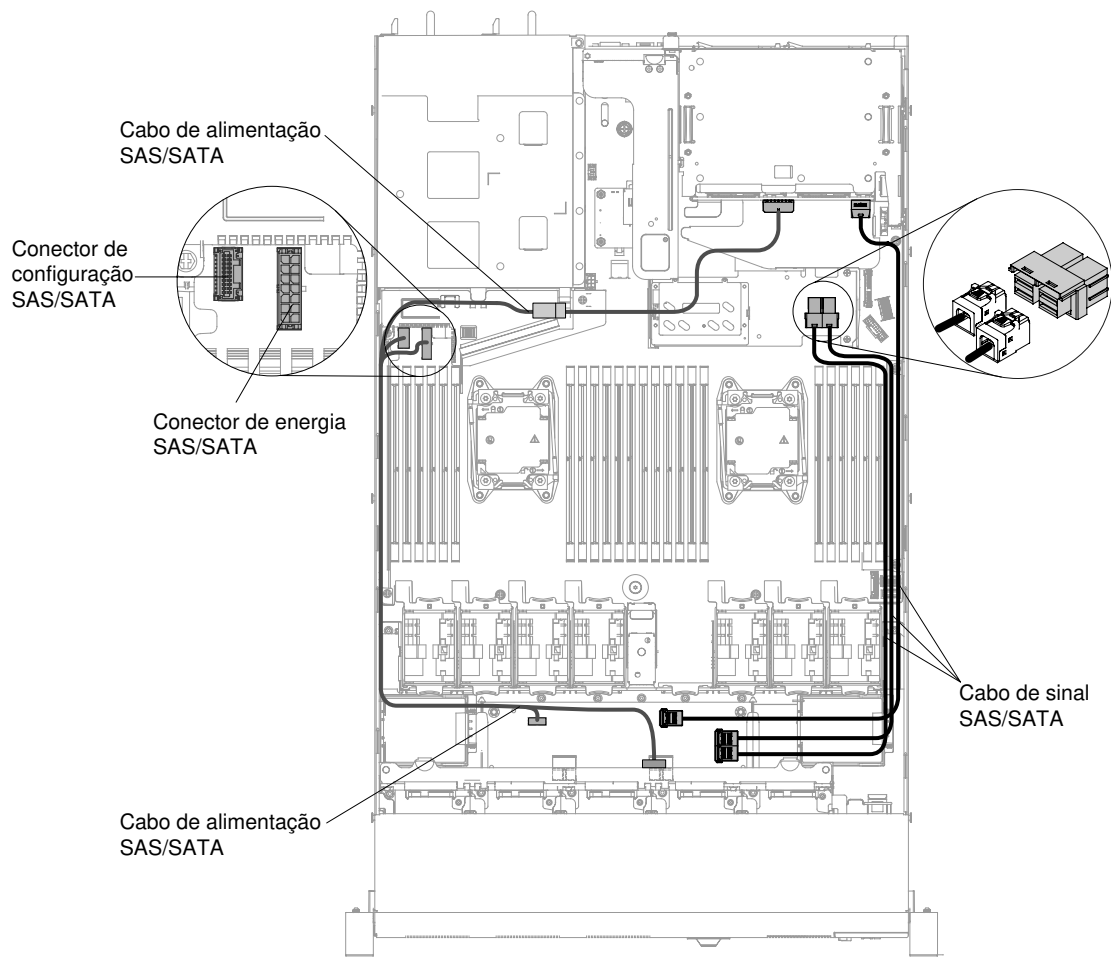 Cabo de alimentação
SAS/SATA
Conector de
configuração
SAS/SATA
Conector de energia
SAS/SATA
Cabo de sinal
SAS/SATA
Cabo de alimentação
SAS/SATA